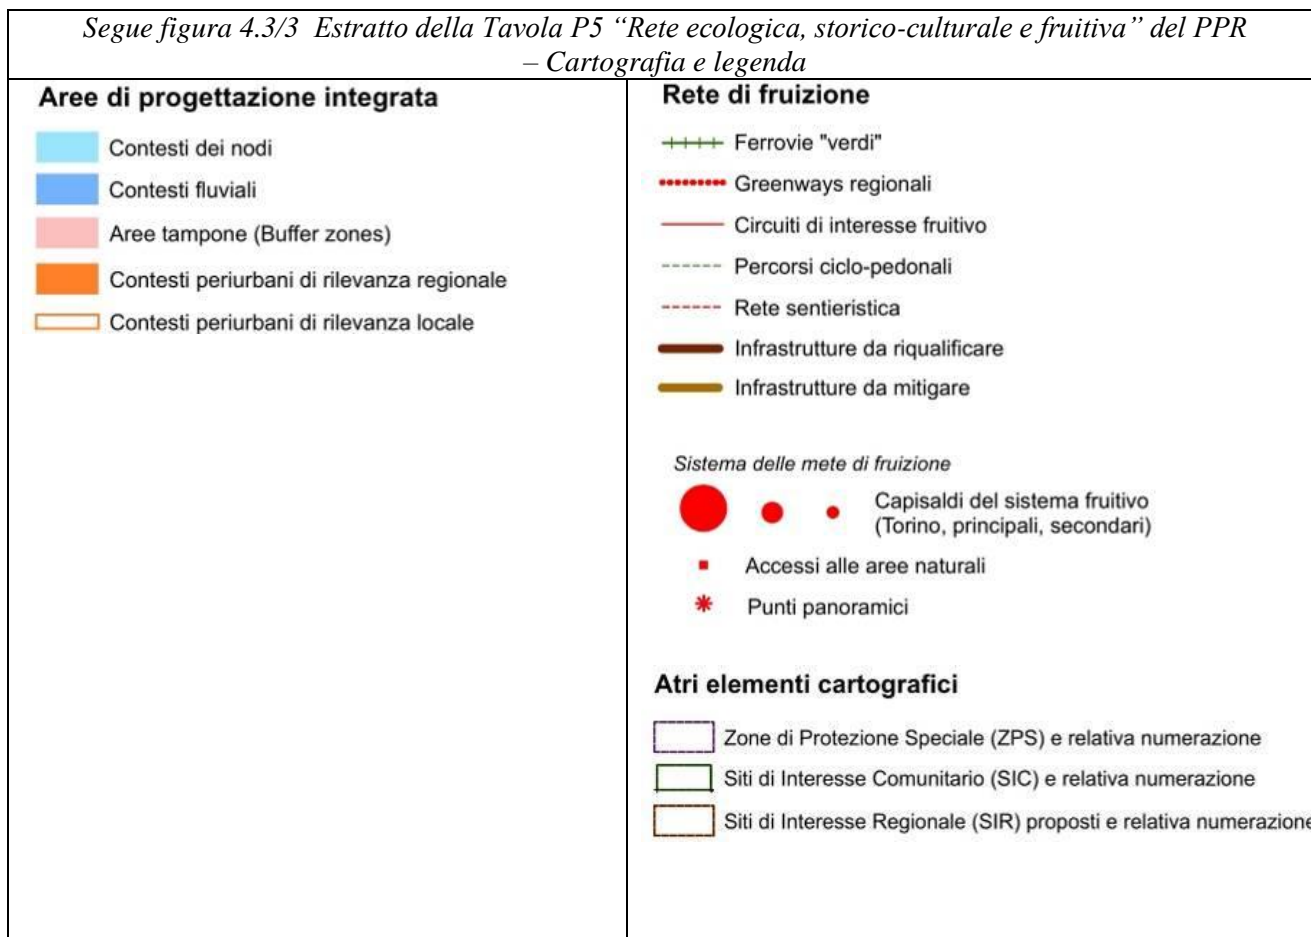 Segue figura 4.3/3 Estratto della Tavola P5 “Rete ecologica, storico-culturale e fruitiva” del PPR
– Cartografia e legenda
Aree di progettazione integrata
Contesti dei nodi
Contesti fluviali
Aree tampone (Buffer zones)
Contesti periurbani di rilevanza regionale
Contesti periurbani di rilevanza locale
Rete di fruizione
Ferrovie "verdi"
Greenways regionali
Circuiti di interesse fruitivo
Percorsi ciclo-pedonali
Rete sentieristica
Infrastrutture da riqualificare
Infrastrutture da mitigare
Sistema delle mete di fruizione
Capisaldi del sistema fruitivo
(Torino, principali, secondari)
Accessi alle aree naturali
Punti panoramici
Atri elementi cartografici
Zone di Protezione Speciale (ZPS) e relativa numerazione
Siti di Interesse Comunitario (SIC) e relativa numerazione
Siti di Interesse Regionale (SIR) proposti e relativa numerazione